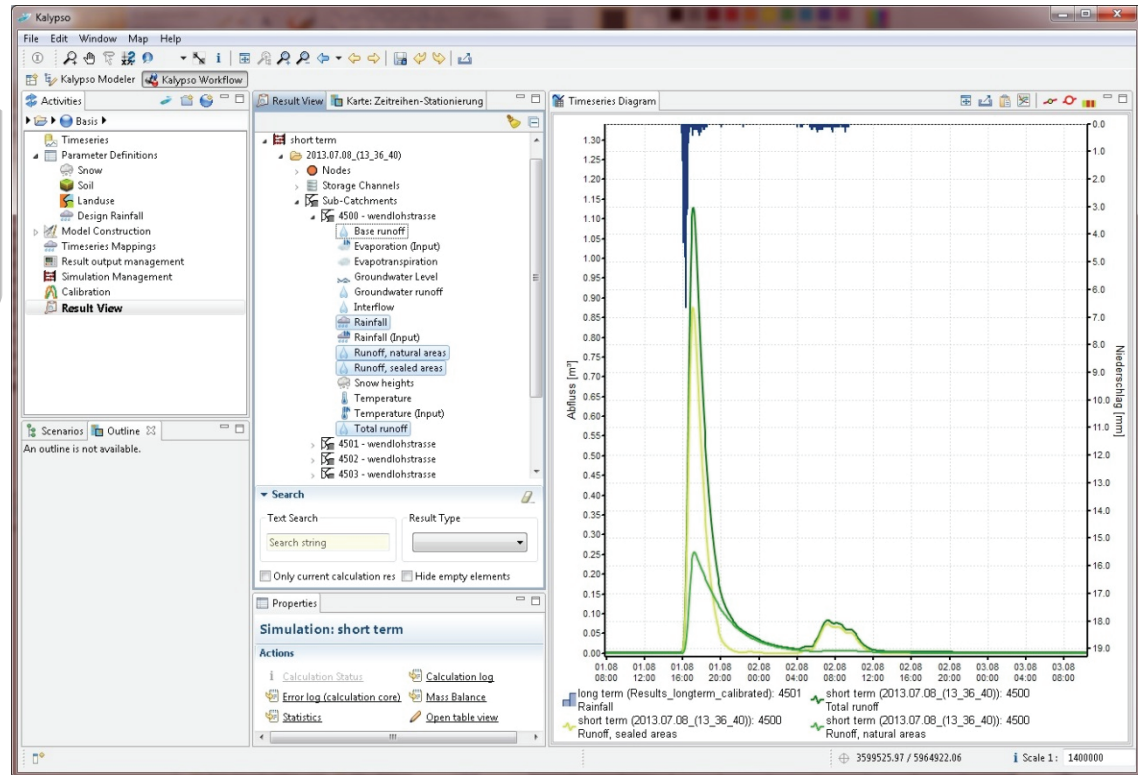 Kalypso
File Edit Window Map Help
Kalypso Modeler Kalypso Workflow
Activities
Basis
Timeseries
Parameter Definitions
Snow
Soil
Landuse
Design Rainfall
Model Construction
Timeseries Mappings
Result output management
Simulation Management
Calibration
Result View
Scenarios Outline
An outline is not available.
Result View Karte: Zeitreihen-Stationierung
short term
2013.07.08_(13_36_40)
Nodes
Storage Channels
Sub-Catchments
4500 - wendlohstrasse
Base runoff
Evaporation (Input)
Evapotranspiration
Groundwater Level
Groundwater runoff
Interflow
Rainfall
Rainfall (Input)
Runoff, natural areas
Runoff, sealed areas
Snow heights
Temperature
Temperature (Input)
Total runoff
4501 - wendlohstrasse
4502 - wendlohstrasse
4503 - wendlohstrasse
Search
Text Search Result Type
Search string
Only current calculation res Hide empty elements
Properties
Simulation: short term
Actions
Calculation Status Calculation log
Error log (calculation core) Mass Balance
Statistics Open table view
Timeseries Diagram
1.30
1.25
1.20
1.15
1.10
1.05
1.00
0.95
0.90
0.85
0.80
0.75
0.70
0.65
0.60
0.55
0.50
0.45
0.40
0.35
0.30
0.25
0.20
0.15
0.10
0.05
0.00
Abfluss [m³]
0.0
1.0
2.0
3.0
4.0
5.0
6.0
7.0
8.0
9.0
10.0
11.0
12.0
13.0
14.0
15.0
16.0
17.0
18.0
19.0
Niederschlag [mm]
01.08 01.08 01.08 01.08 02.08 02.08 02.08 02.08 02.08 02.08 03.08 03.08 03.08
08:00 12:00 16:00 20:00 00:00 04:00 08:00 12:00 16:00 20:00 00:00 04:00 08:00
long term (Results_longterm_calibrated): 4501
Rainfall
short term (2013.07.08_(13_36_40)): 4500
Total runoff
short term (2013.07.08_(13_36_40)): 4500
Runoff, sealed areas
short term (2013.07.08_(13_36_40)): 4500
Runoff, natural areas
3599525.97 / 5964922.06 Scale 1: 1400000